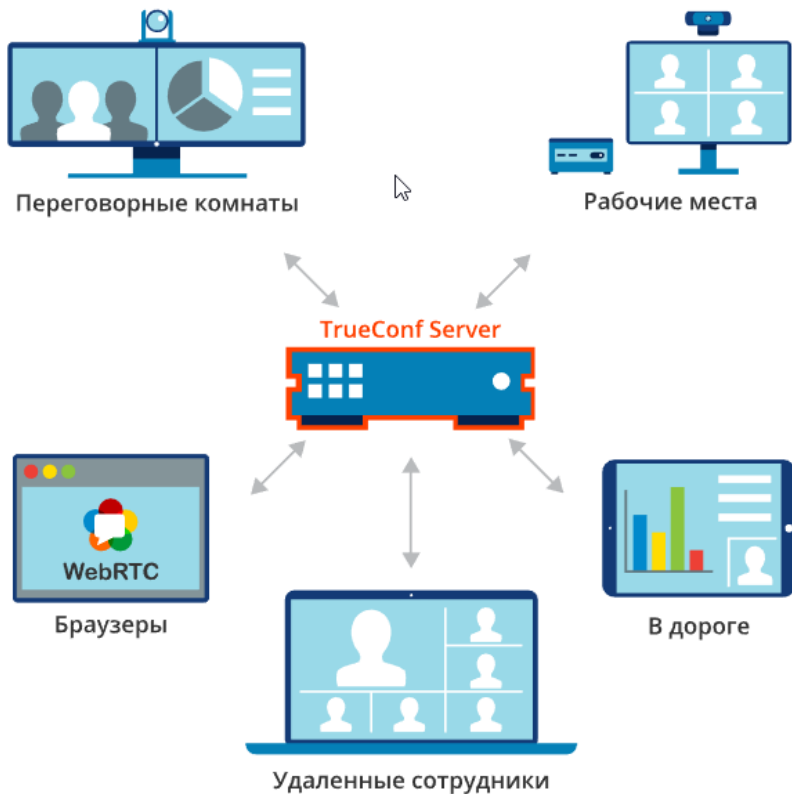 Переговорные комнаты
Рабочие места
TrueConf Server
WebRTC
Браузеры
В дороге
Удаленные сотрудники